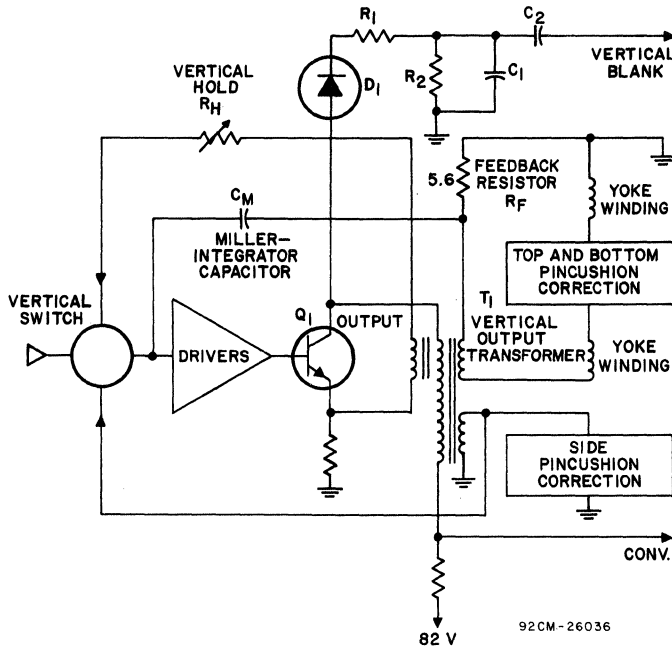 R1
C2
VERTICAL
BLANK
R2
C1
D1
VERTICAL
HOLD
RH
5.6
FEEDBACK
RESISTOR
RF
YOKE
WINDING
CM
MILLER-
INTEGRATOR
CAPACITOR
TOP AND BOTTOM
PINCUSHION
CORRECTION
VERTICAL
SWITCH
DRIVERS
Q1
OUTPUT
T1
VERTICAL
OUTPUT
TRANSFORMER
YOKE
WINDING
SIDE
PINCUSHION
CORRECTION
CONV.
82 V
92CM-26036